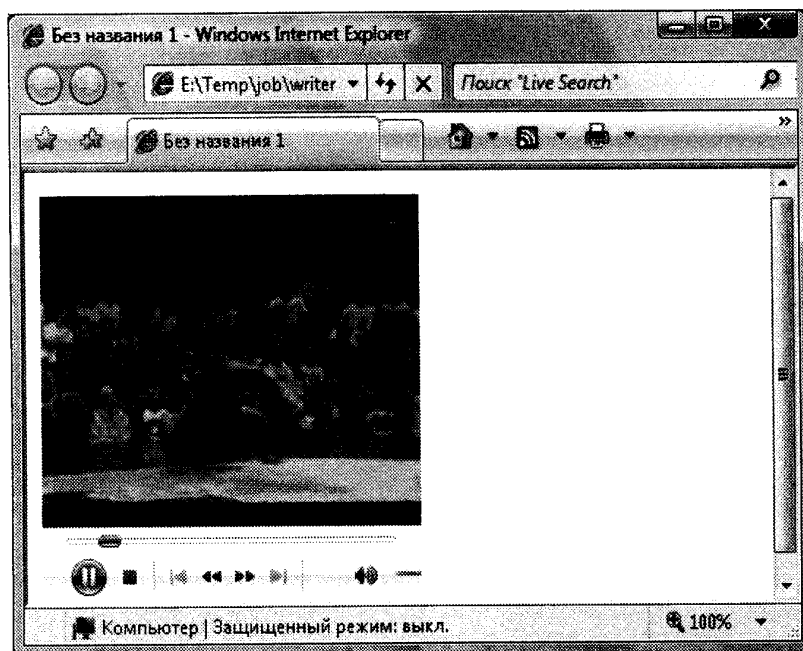 Без названия 1 - Windows Internet Explorer
E:\Temp\job\writer
Поиск "Live Search"
Без названия 1
Компьютер | Защищенный режим: выкл.
100%